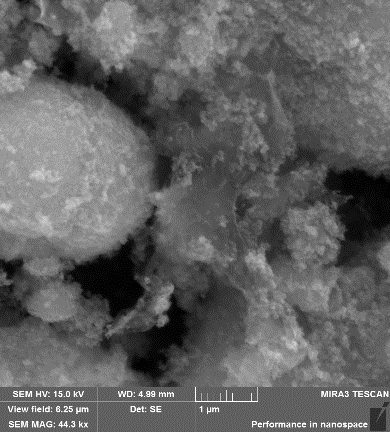 SEM HV: 15.0 kV WD: 4.99 mm MIRA3 TESCAN
View field: 6.25 µm Det: SE 1 µm
SEM MAG: 44.3 kx Performance in nanospace